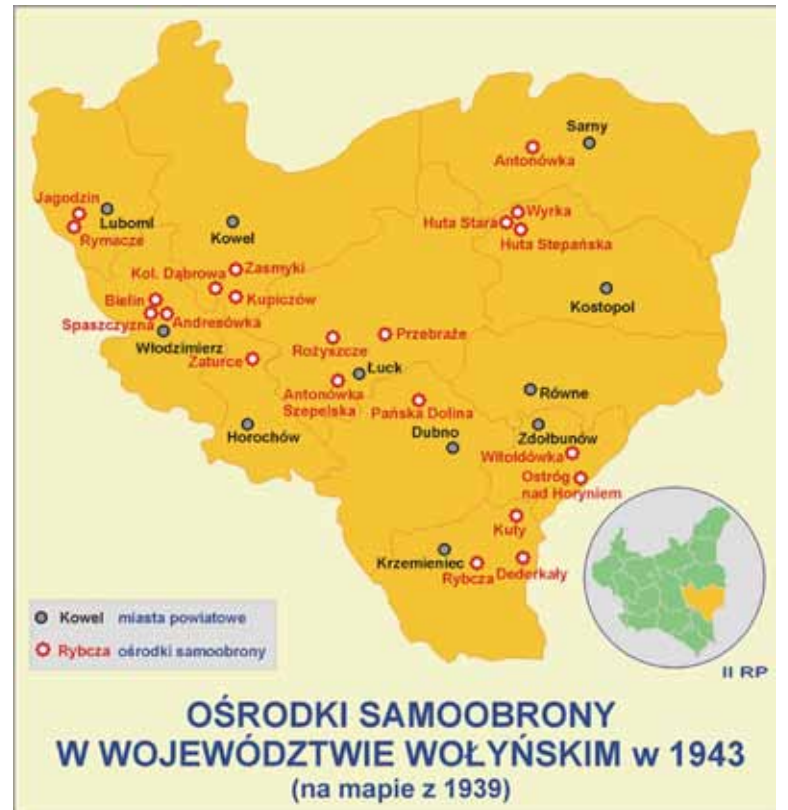 Sarny
Antonówka
Jagodzin
Luboml
Rymacze
Kowel
Wyrka
Huta Stara
Huta Stepańska
Zasmyki
Kol. Dąbrowa
Kupiczów
Kostopol
Bielin
Spaszczyzna
Andresówka
Włodzimierz
Zaturce
Rożyszcze
Przebraże
Łuck
Antonówka
Szepelska
Pańska Dolina
Równe
Horochów
Dubno
Zdołbunów
Witoldówka
Ostróg
nad Horyniem
Kuty
Krzemieniec
Rybcza
Dederkały
Kowel miasta powiatowe
Rybcza ośrodki samoobrony
II RP
OŚRODKI SAMOOBRONY
W WOJEWÓDZTWIE WOŁYŃSKIM w 1943
(na mapie z 1939)